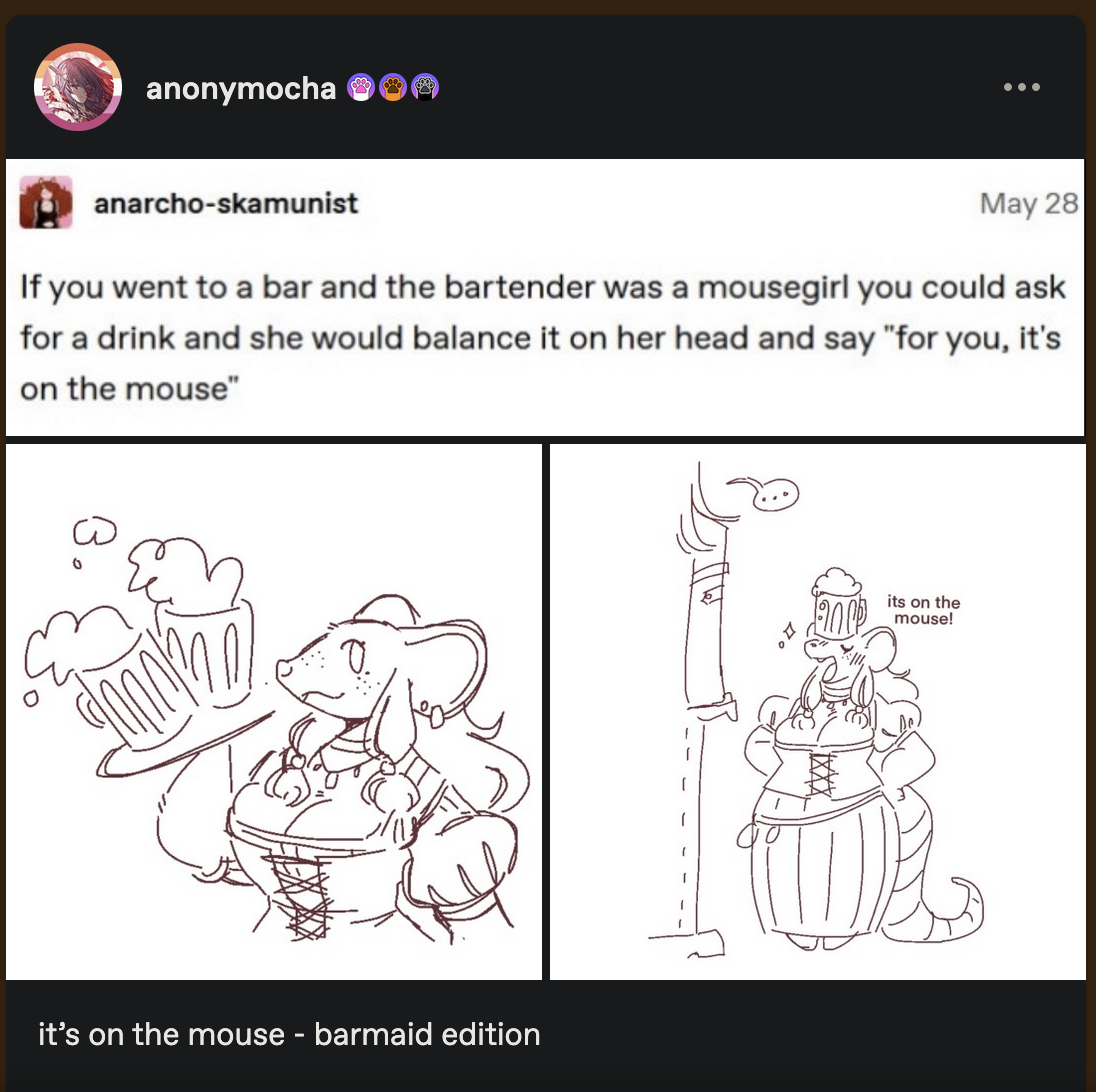 anonymocha
anarcho-skamunist
May 28
If you went to a bar and the bartender was a mousegirl you could ask
for a drink and she would balance it on her head and say "for you, it's
on the mouse"
...
its on the
mouse!
it’s on the mouse - barmaid edition